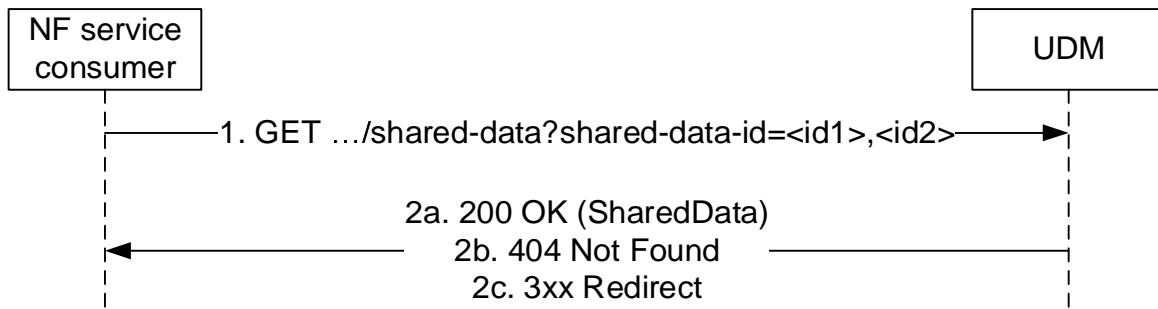 NF service
consumer
UDM
1. GET …/shared-data?shared-data-id=<id1>,<id2>
2a. 200 OK (SharedData)
2b. 404 Not Found
2c. 3xx Redirect